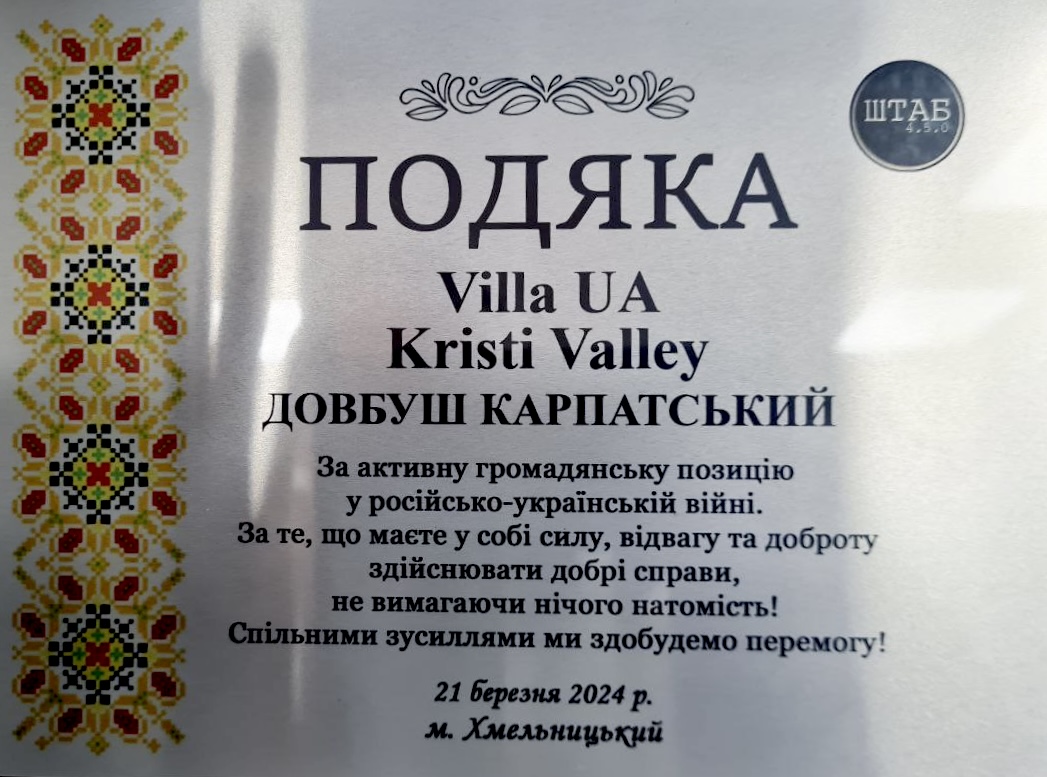 ШТАБ
4.5.0
ПОДЯКА
Villa UA
Kristi Valley
ДОВБУШ КАРПАТСЬКИЙ
За активну громадянську позицію
у російсько-українській війні.
За те, що маєте у собі силу, відвагу та доброту
здійснювати добрі справи,
не вимагаючи нічого натомість!
Спільними зусиллями ми здобудемо перемогу!
21 березня 2024 р.
м. Хмельницький